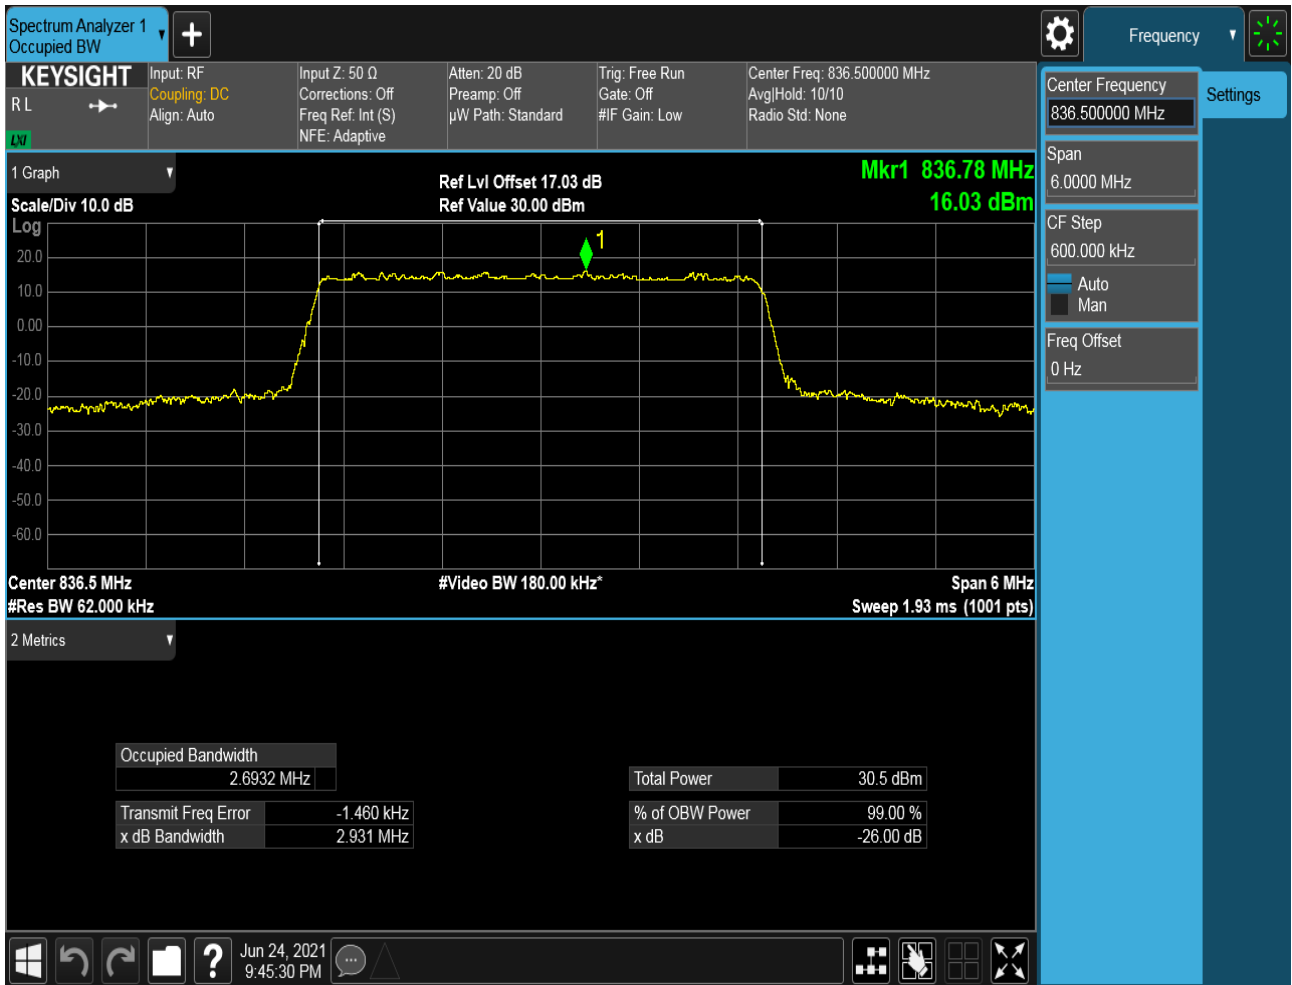 Spectrum Analyzer 1
Occupied BW
Frequency
KEYSIGHT
R L
LXI
Input: RF
Coupling: DC
Align: Auto
Input Z: 50 Ω
Corrections: Off
Freq Ref: Int (S)
NFE: Adaptive
Atten: 20 dB
Preamp: Off
µW Path: Standard
Trig: Free Run
Gate: Off
#IF Gain: Low
Center Freq: 836.500000 MHz
Avg|Hold: 10/10
Radio Std: None
Center Frequency
836.500000 MHz
Settings
Span
6.0000 MHz
CF Step
600.000 kHz
Auto
Man
Freq Offset
0 Hz
1 Graph
Scale/Div 10.0 dB
Log
Ref Lvl Offset 17.03 dB
Ref Value 30.00 dBm
Mkr1 836.78 MHz
16.03 dBm
1
20.0
10.0
0.00
-10.0
-20.0
-30.0
-40.0
-50.0
-60.0
Center 836.5 MHz
#Video BW 180.00 kHz*
Span 6 MHz
#Res BW 62.000 kHz
Sweep 1.93 ms (1001 pts)
2 Metrics
Occupied Bandwidth
2.6932 MHz
Total Power 30.5 dBm
Transmit Freq Error -1.460 kHz
% of OBW Power 99.00 %
x dB Bandwidth 2.931 MHz
x dB -26.00 dB
Jun 24, 2021
9:45:30 PM